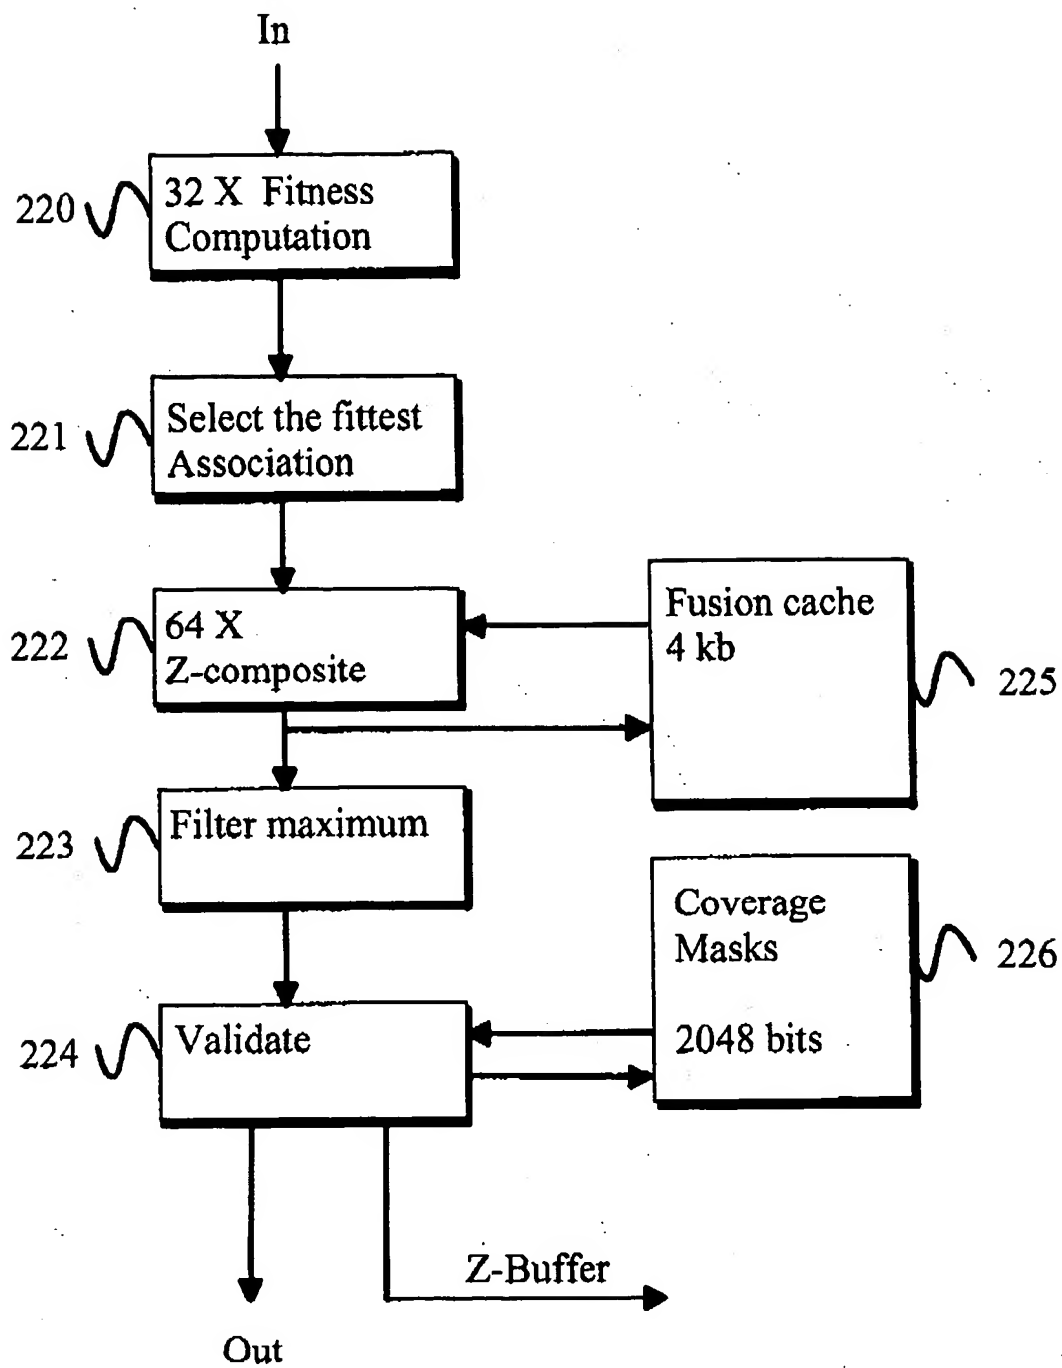 In
220
32 X Fitness
Computation
221
Select the fittest
Association
222
64 X
Z-composite
Fusion cache
4 kb
225
223
Filter maximum
Coverage
Masks
2048 bits
226
224
Validate
Z-Buffer
Out